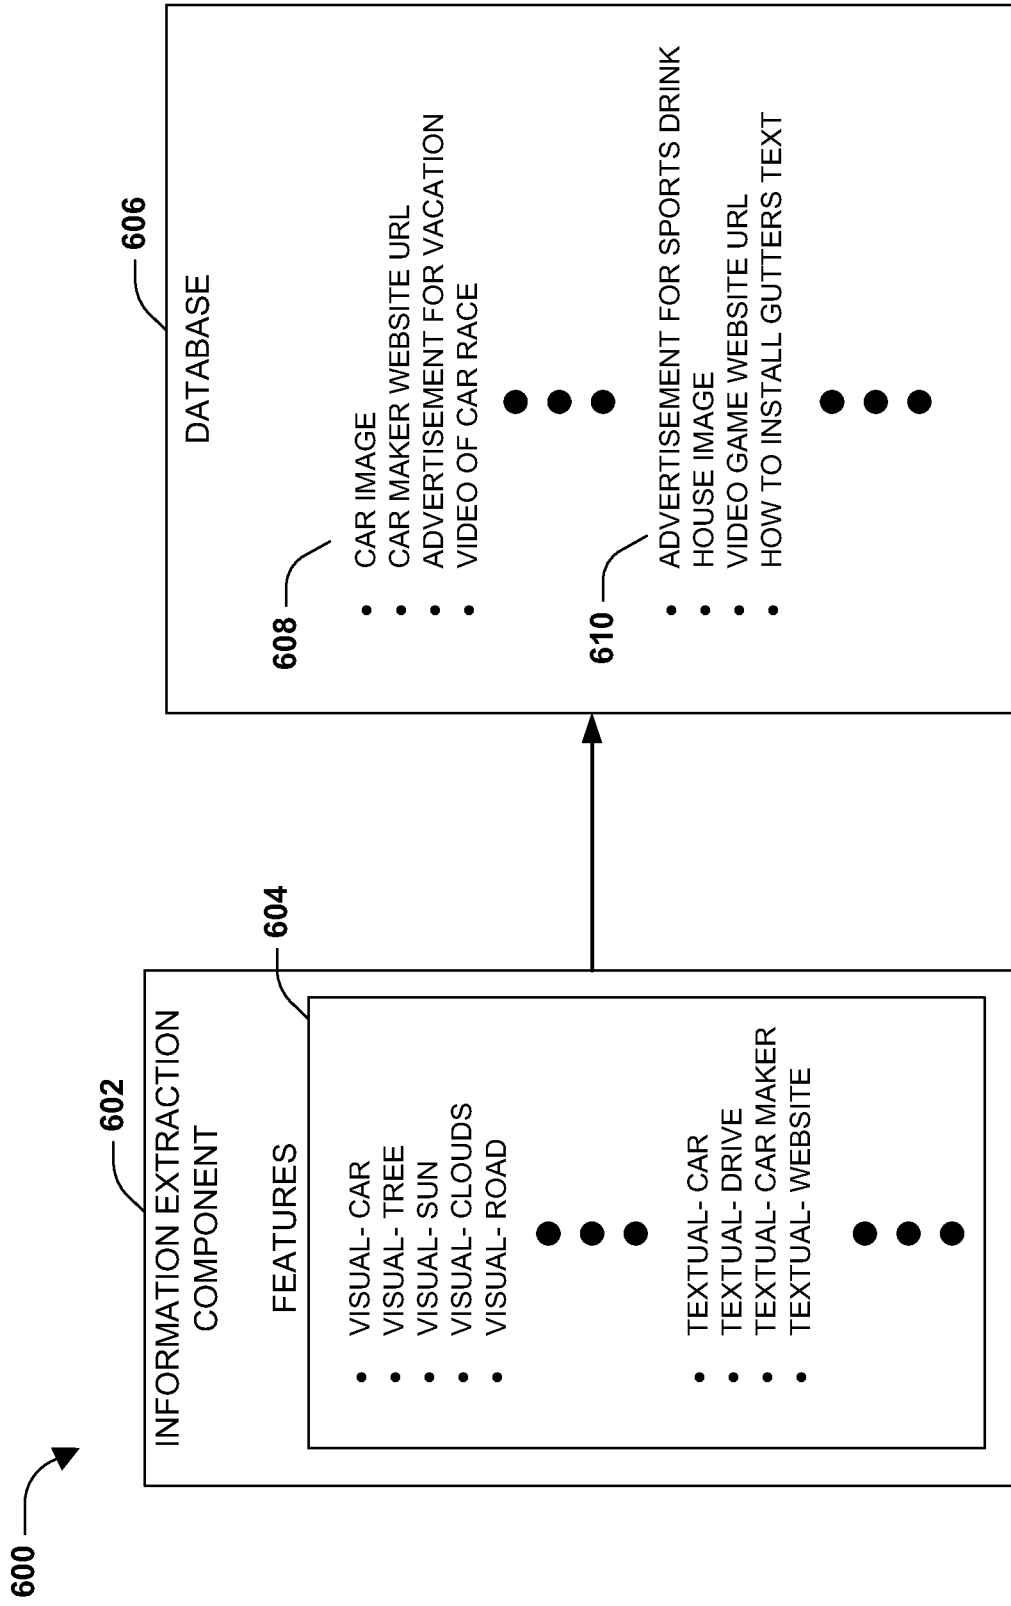 600
602
INFORMATION EXTRACTION
COMPONENT
FEATURES
604
• VISUAL- CAR
• VISUAL- TREE
• VISUAL- SUN
• VISUAL- CLOUDS
• VISUAL- ROAD
• TEXTUAL- CAR
• TEXTUAL- DRIVE
• TEXTUAL- CAR MAKER
• TEXTUAL- WEBSITE
606
DATABASE
608
• CAR IMAGE
• CAR MAKER WEBSITE URL
• ADVERTISEMENT FOR VACATION
• VIDEO OF CAR RACE
610
• ADVERTISEMENT FOR SPORTS DRINK
• HOUSE IMAGE
• VIDEO GAME WEBSITE URL
• HOW TO INSTALL GUTTERS TEXT